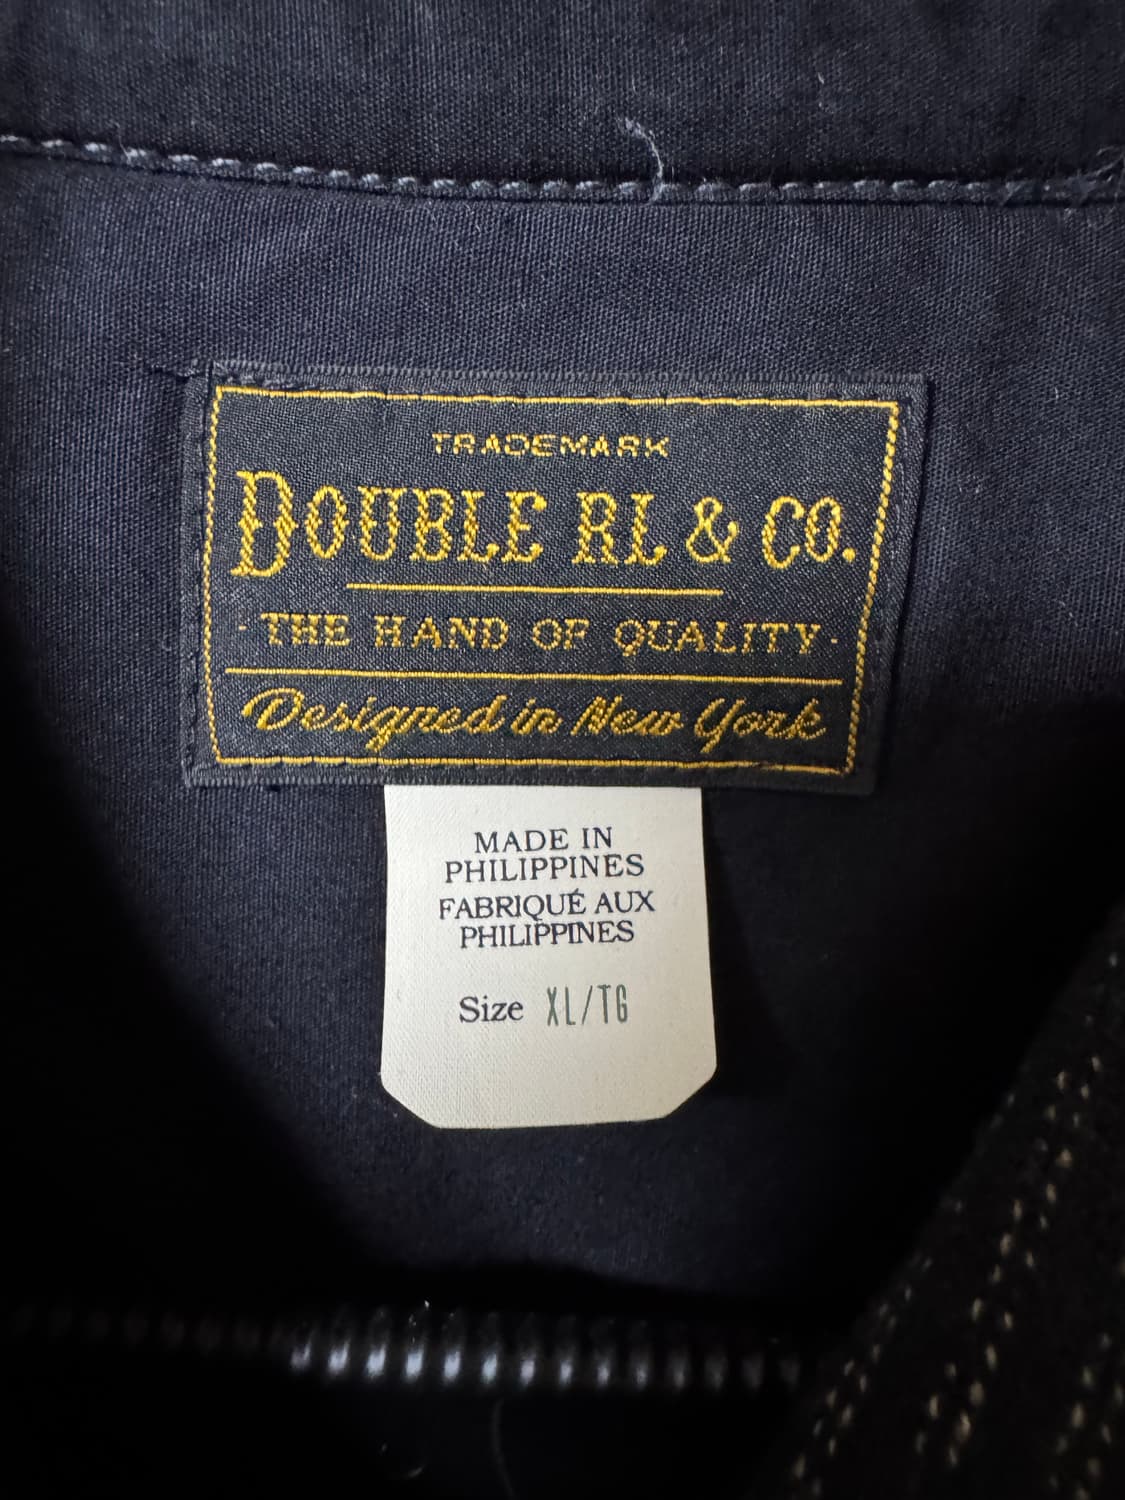 TRADEMARK
DOUBLE RL & CO.
· THE HAND OF QUALITY ·
Designed in New York
MADE IN
PHILIPPINES
FABRIQUÉ AUX
PHILIPPINES
Size XL/TG